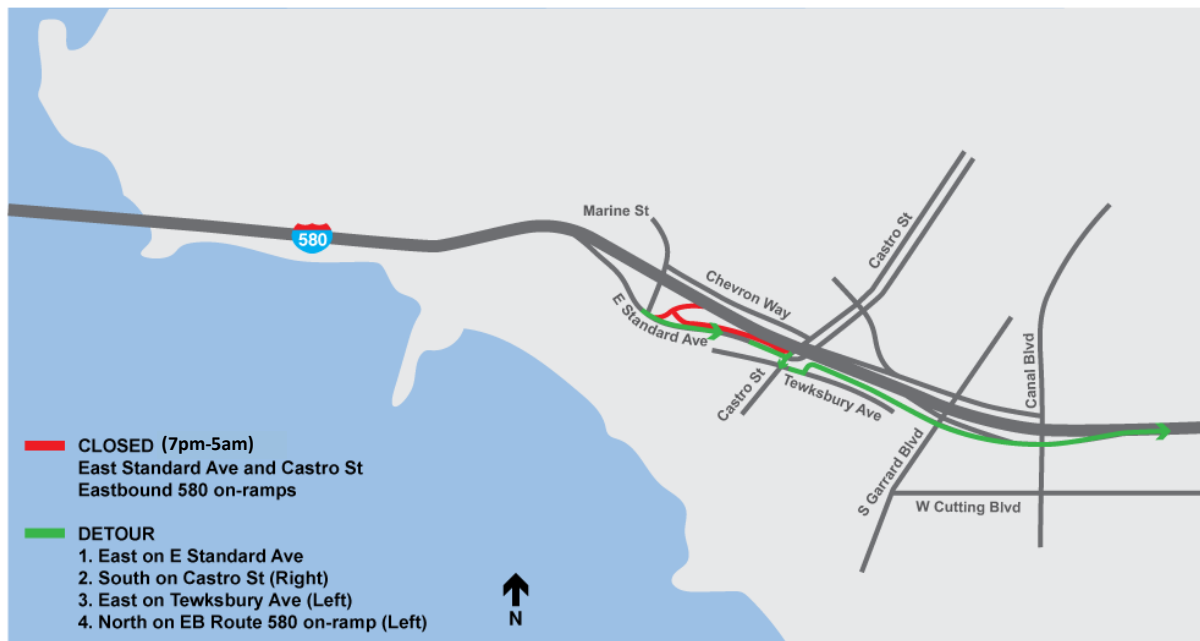 Marine St
580
Castro St
Chevron Way
E Standard Ave
Canal Blvd
Castro St
Tewksbury Ave
S Garrard Blvd
W Cutting Blvd
CLOSED (7pm-5am)
East Standard Ave and Castro St
Eastbound 580 on-ramps
DETOUR
1. East on E Standard Ave
2. South on Castro St (Right)
3. East on Tewksbury Ave (Left)
4. North on EB Route 580 on-ramp (Left)
N